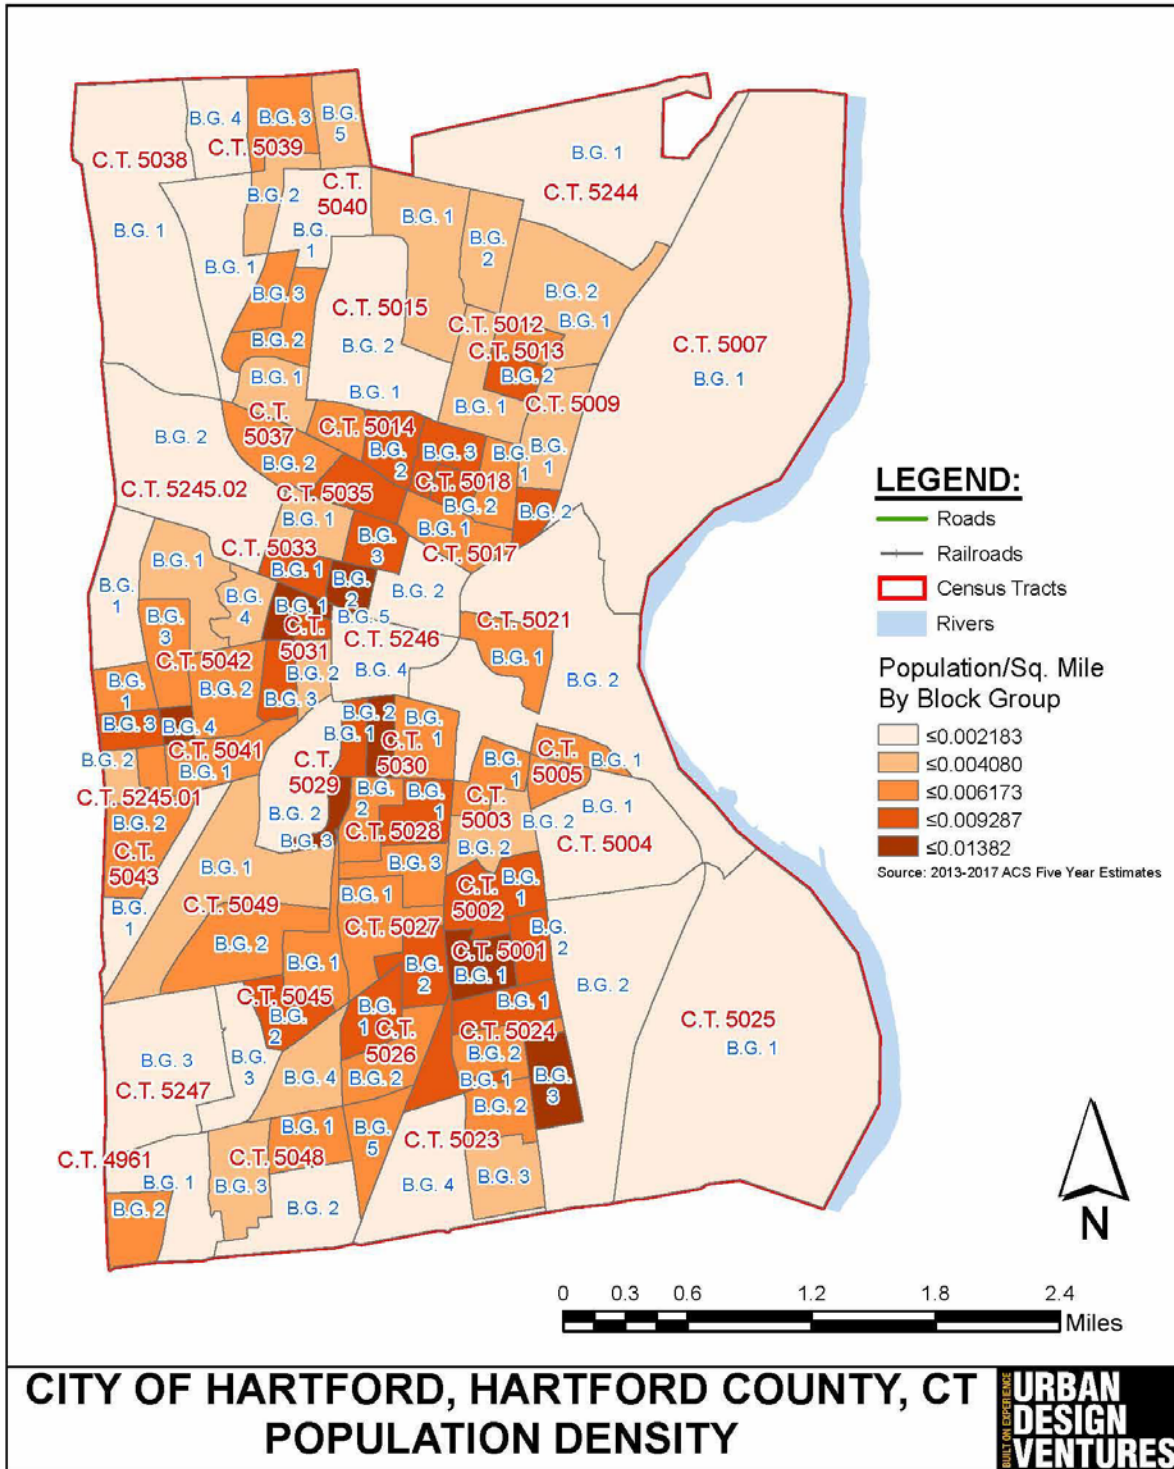 B.G. 4
B.G. 3
B.G.
5
C.T. 5038
C.T. 5039
B.G. 1
C.T. 5244
B.G. 2
C.T.
5040
B.G. 1
B.G.
1
B.G. 1
B.G.
2
B.G. 1
B.G. 3
B.G. 2
B.G. 1
C.T. 5015
C.T. 5012
C.T. 5013
B.G. 2
B.G. 2
B.G. 2
C.T. 5007
B.G. 1
B.G. 1
B.G. 1
B.G. 1
C.T. 5009
C.T.
5037
C.T. 5014
B.G. 2
B.G. 2
B.G.
2
B.G. 3
B.G.
1
B.G.
1
C.T. 5018
C.T. 5245.02
C.T. 5035
B.G. 2
B.G. 2
B.G. 1
B.G. 1
B.G.
3
C.T. 5017
C.T. 5033
B.G. 1
B.G. 1
B.G.
1
B.G.
2
B.G. 2
B.G.
4
B.G. 1
B.G.
3
B.G. 5
C.T. 5021
C.T.
5031
C.T. 5246
C.T. 5042
B.G. 1
B.G. 2
B.G. 4
B.G. 2
B.G.
1
B.G. 2
B.G. 3
B.G. 3
B.G. 4
B.G. 2
B.G. 1
B.G.
1
C.T. 5041
C.T.
5030
B.G. 2
B.G. 1
C.T.
5029
B.G.
1
C.T.
5005
B.G. 1
C.T. 5245.01
B.G. 2
B.G. 2
B.G.
2
B.G.
1
C.T.
5003
B.G. 1
B.G. 2
B.G. 3
C.T. 5028
C.T. 5004
C.T.
5043
B.G. 1
B.G. 3
B.G. 2
B.G.
1
C.T. 5049
B.G. 1
C.T.
5002
B.G.
1
B.G. 2
C.T. 5027
B.G.
2
C.T. 5001
B.G. 1
B.G.
2
B.G. 1
B.G. 2
C.T. 5045
B.G.
2
B.G.
1
B.G. 1
C.T.
5026
C.T. 5024
C.T. 5025
B.G. 1
B.G. 3
B.G.
3
B.G. 4
B.G. 2
B.G. 2
B.G. 1
B.G.
3
C.T. 5247
B.G. 2
B.G. 1
B.G.
5
C.T. 5023
C.T. 4961
C.T. 5048
B.G. 1
B.G. 3
B.G. 4
B.G. 3
B.G. 2
B.G. 2
LEGEND:
Roads
Railroads
Census Tracts
Rivers
Population/Sq. Mile
By Block Group
≤0.002183
≤0.004080
≤0.006173
≤0.009287
≤0.01382
Source: 2013-2017 ACS Five Year Estimates
N
0 0.3 0.6 1.2 1.8 2.4
Miles
CITY OF HARTFORD, HARTFORD COUNTY, CT
POPULATION DENSITY
BUILT ON EXPERIENCE
URBAN
DESIGN
VENTURES